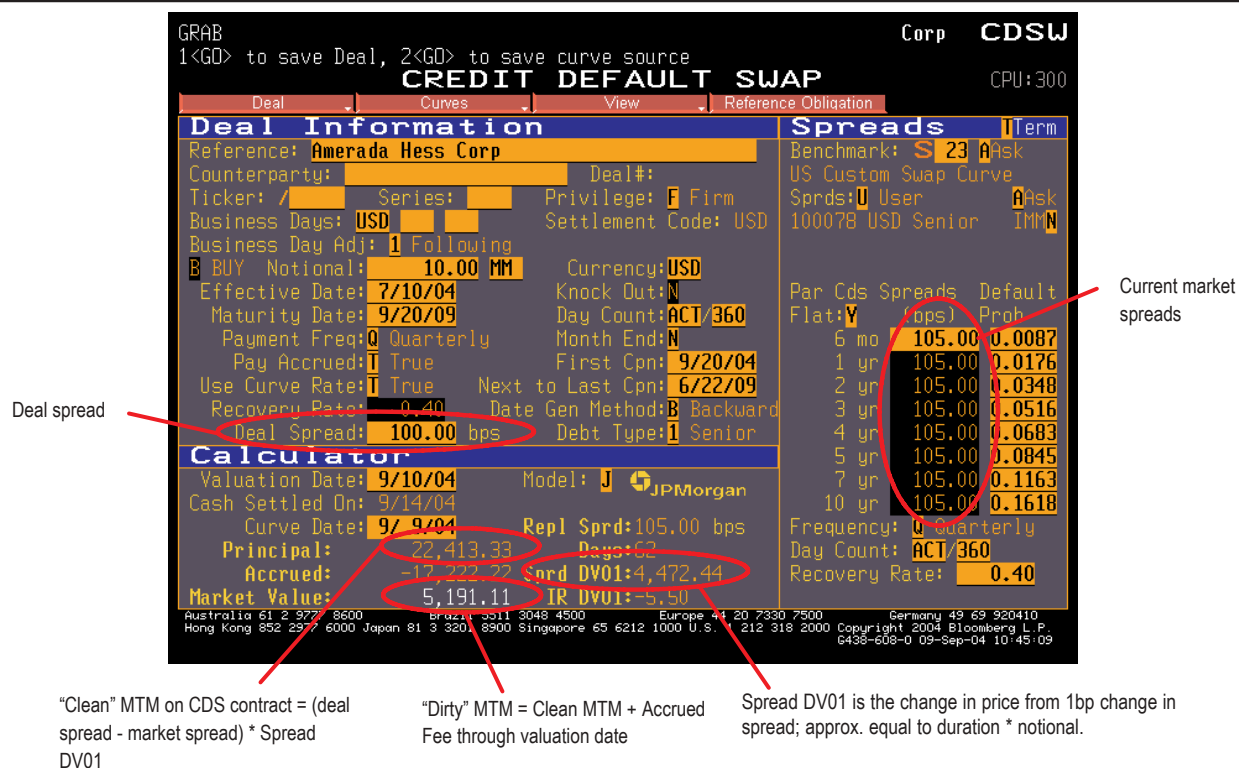 GRAB
Corp CDSW
1<GO> to save Deal, 2<GO> to save curve source
CREDIT DEFAULT SWAP
CPU:300
Deal Curves View Reference Obligation
Deal Information
Reference: Amerada Hess Corp
Counterparty: Deal#:
Ticker: / Series: Privilege: F Firm
Business Days: USD Settlement Code: USD
Business Day Adj: 1 Following
B BUY Notional: 10.00 MM Currency: USD
Effective Date: 7/10/04 Knock Out: N
Maturity Date: 9/20/09 Day Count: ACT/360
Payment Freq: Q Quarterly Month End: N
Pay Accrued: T True First Cpn: 9/20/04
Use Curve Rate: T True Next to Last Cpn: 6/22/09
Recovery Rate: 0.40 Date Gen Method: B Backward
Deal Spread: 100.00 bps Debt Type: 1 Senior
Calculator
Valuation Date: 9/10/04 Model: J JPMorgan
Cash Settled On: 9/14/04
Curve Date: 9/ 9/04 Repl Sprd: 105.00 bps
Principal: 22,413.33 Days: 62
Accrued: -17,222.22 Sprd DV01: 4,472.44
Market Value: 5,191.11 IR DV01: -5.50
Spreads T Term
Benchmark: S 23 A Ask
US Custom Swap Curve
Sprds: U User A Ask
100078 USD Senior IMM N
Par Cds Spreads Default
Flat: Y (bps) Prob
6 mo 105.00 0.0087
1 yr 105.00 0.0176
2 yr 105.00 0.0348
3 yr 105.00 0.0516
4 yr 105.00 0.0683
5 yr 105.00 0.0845
7 yr 105.00 0.1163
10 yr 105.00 0.1618
Frequency: Q Quarterly
Day Count: ACT/360
Recovery Rate: 0.40
Australia 61 2 9777 8600 Brazil 5511 3048 4500 Europe 44 20 7330 7500 Germany 49 69 920410
Hong Kong 852 2977 6000 Japan 81 3 3201 8900 Singapore 65 6212 1000 U.S. 1 212 318 2000 Copyright 2004 Bloomberg L.P.
G438-608-0 09-Sep-04 10:45:09
Current market
spreads
Deal spread
“Clean” MTM on CDS contract = (deal
spread - market spread) * Spread
DV01
“Dirty” MTM = Clean MTM + Accrued
Fee through valuation date
Spread DV01 is the change in price from 1bp change in
spread; approx. equal to duration * notional.